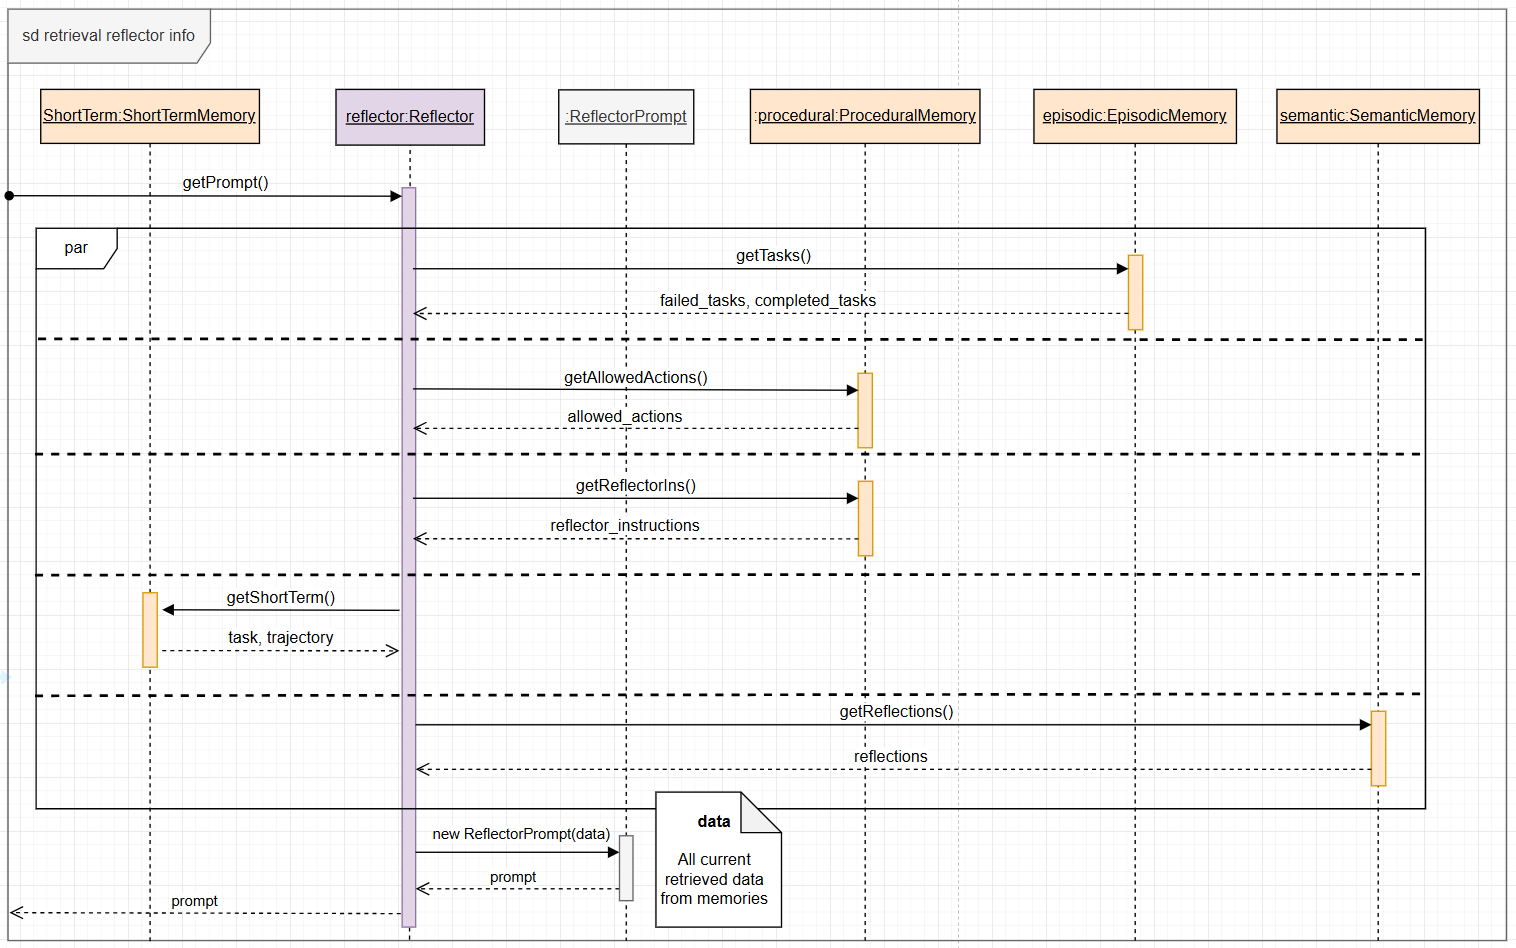 sd retrieval reflector info
ShortTerm:ShortTermMemory
reflector:Reflector
:ReflectorPrompt
:procedural:ProceduralMemory
episodic:EpisodicMemory
semantic:SemanticMemory
getPrompt()
par
getTasks()
failed_tasks, completed_tasks
getAllowedActions()
allowed_actions
getReflectorIns()
reflector_instructions
getShortTerm()
task, trajectory
getReflections()
reflections
new ReflectorPrompt(data)
prompt
prompt
data
All current
retrieved data
from memories